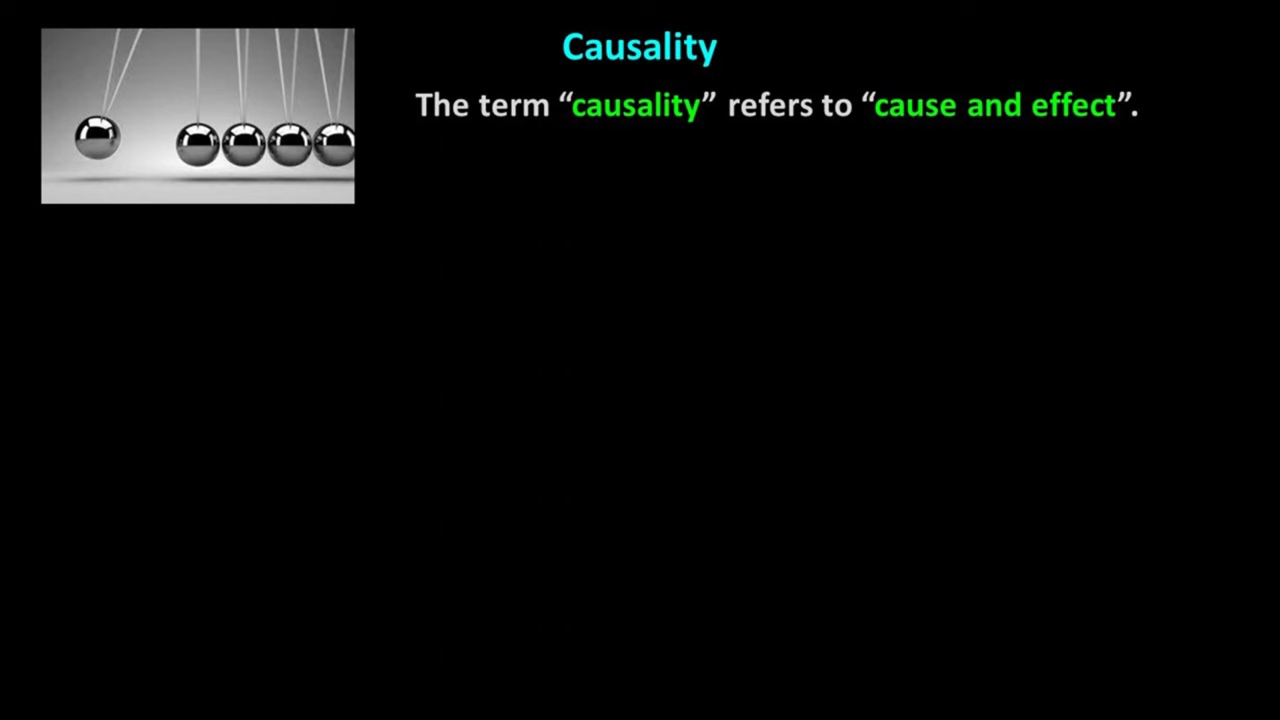 Causality
The term “causality” refers to “cause and effect”.